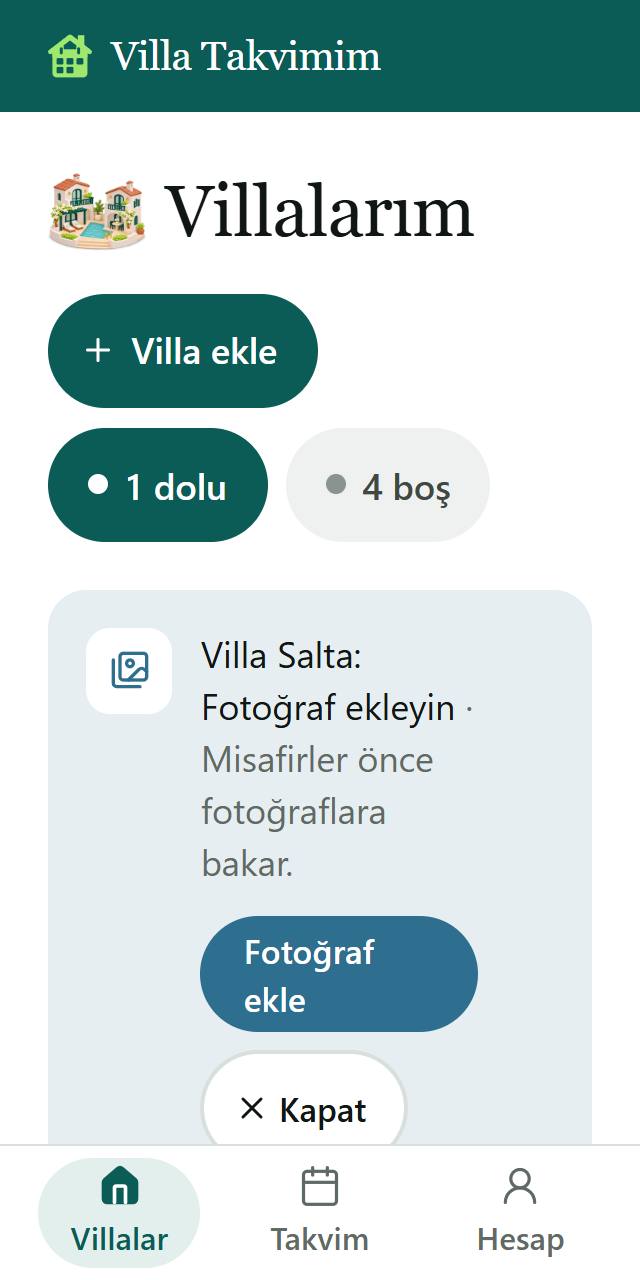 Villa Takvimim
Villalarım
+ Villa ekle
1 dolu
4 boş
Villa Salta:
Fotoğraf ekleyin ·
Misafirler önce
fotoğraflara
bakar.
Fotoğraf
ekle
Kapat
Villalar
Takvim
Hesap